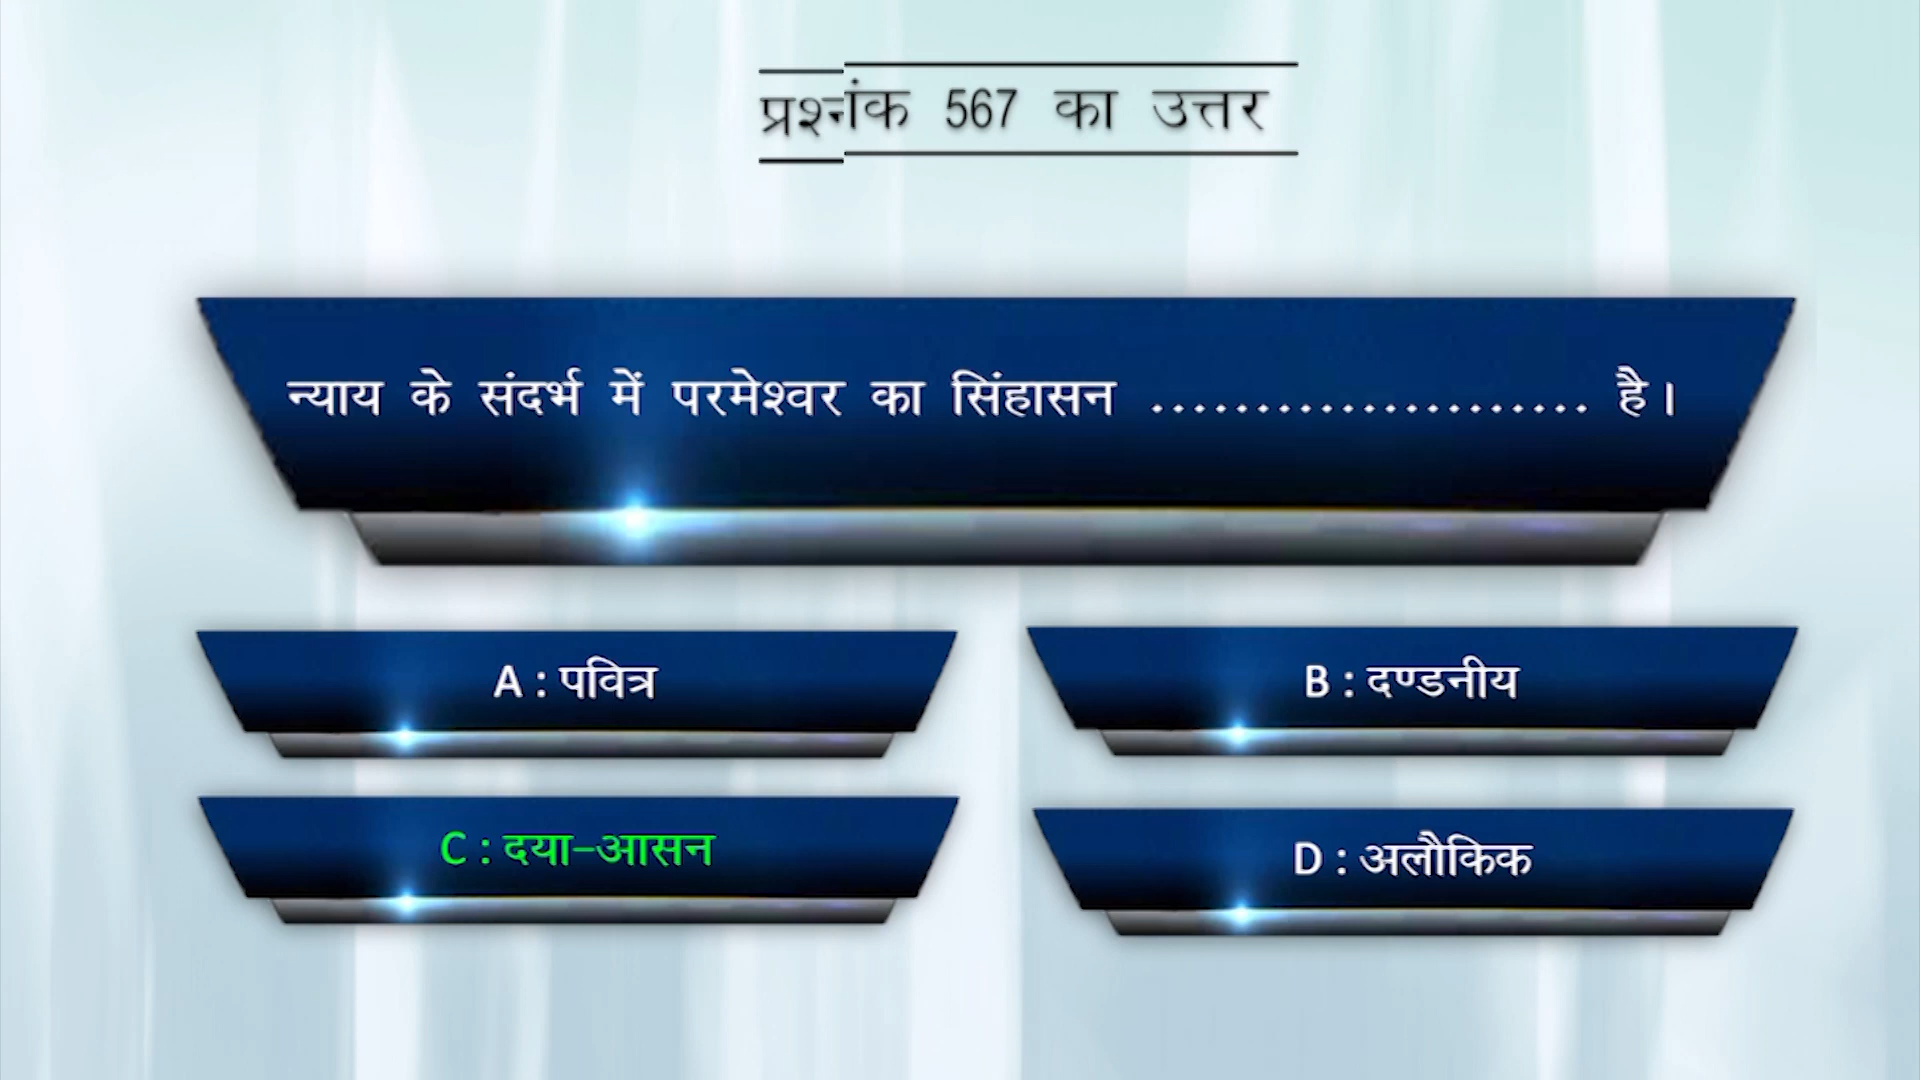 प्रश्नांक 567 का उत्तर
न्याय के संदर्भ में परमेश्वर का सिंहासन ..................... है।
A : पवित्र
B : दण्डनीय
C : दया-आसन
D : अलौकिक